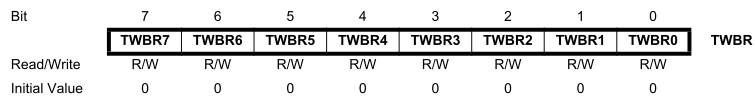 Bit 7 6 5 4 3 2 1 0
TWBR7 TWBR6 TWBR5 TWBR4 TWBR3 TWBR2 TWBR1 TWBR0 TWBR
Read/Write R/W R/W R/W R/W R/W R/W R/W R/W
Initial Value 0 0 0 0 0 0 0 0